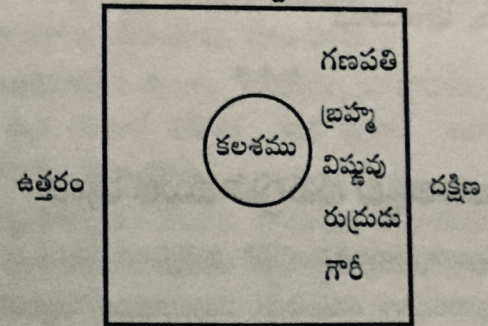 గణపతి
బ్రహ్మ
కలశము
విష్ణువు
ఉత్తరం
దక్షిణ
రుద్రుడు
గౌరీ